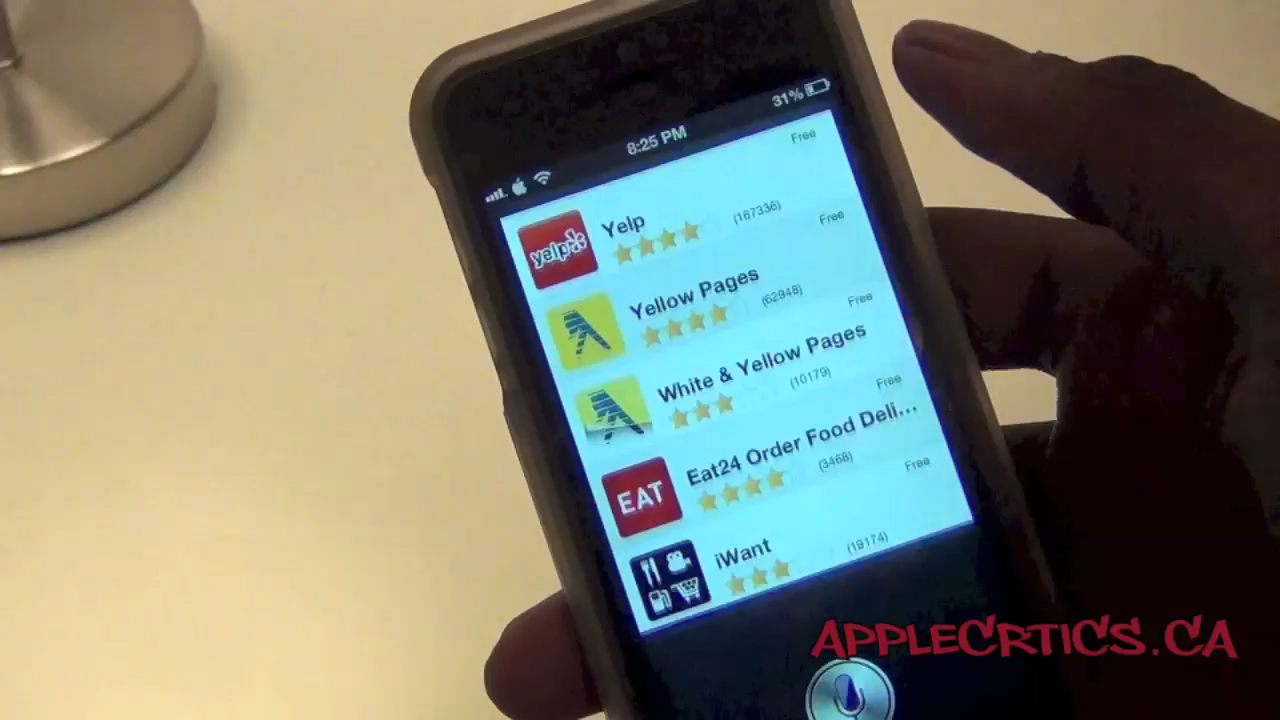 31%
8:25 PM
Free
yelp
Yelp
(167336)
Free
Yellow Pages
(62948)
Free
White & Yellow Pages
(10179)
Free
Eat24 Order Food Deli...
(3468)
Free
EAT
iWant
(19174)
APPLECRTICS.CA